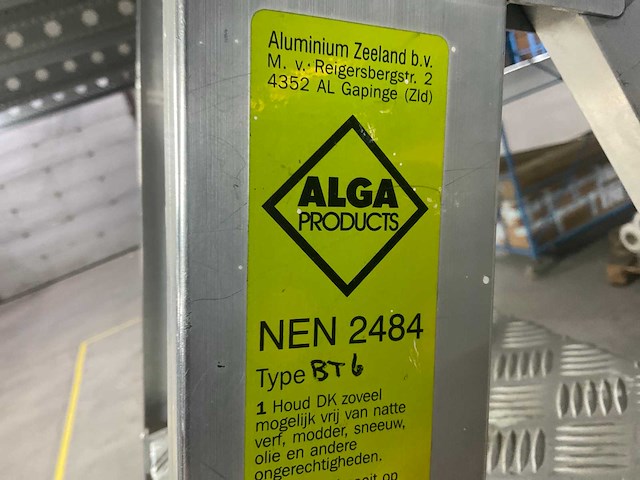 Aluminium Zeeland b.v.
M. v. Reigersbergstr. 2
4352 AL Gapinge (Zld)
ALGA
PRODUCTS
NEN 2484
Type BT6
1 Houd DK zoveel
mogelijk vrij van natte
verf, modder, sneeuw,
olie en andere
ongerechtigheden.
op